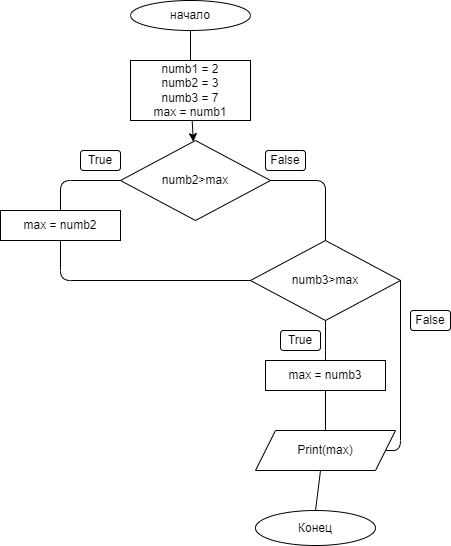 начало
numb1 = 2
numb2 = 3
numb3 = 7
max = numb1
True
False
numb2>max
max = numb2
numb3>max
False
True
max = numb3
Print(max)
Конец